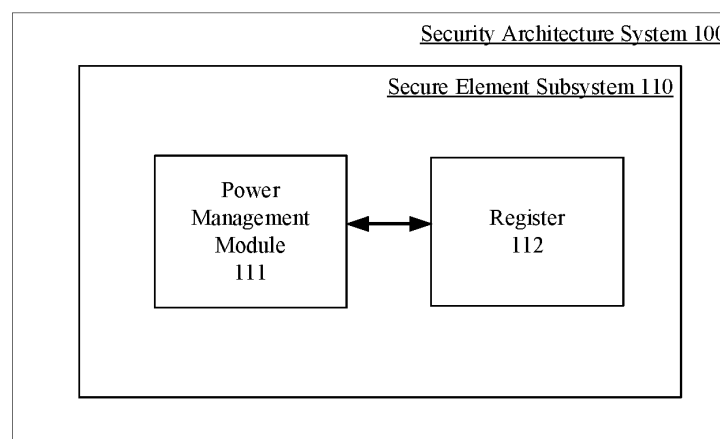 Security Architecture System 100
Secure Element Subsystem 110
Power
Management
Module
111
Register
112